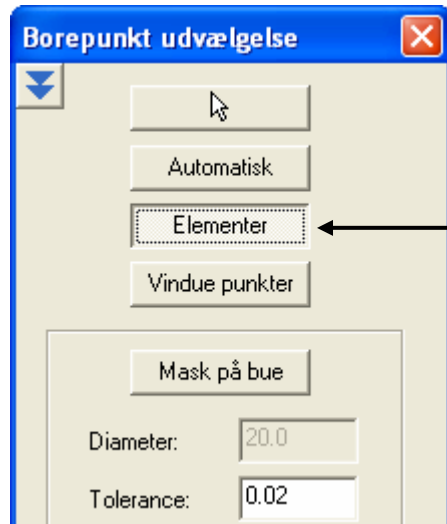 Borepunkt udvælgelse
Automatisk
Elementer
Vindue punkter
Mask på bue
Diameter: 20.0
Tolerance: 0.02